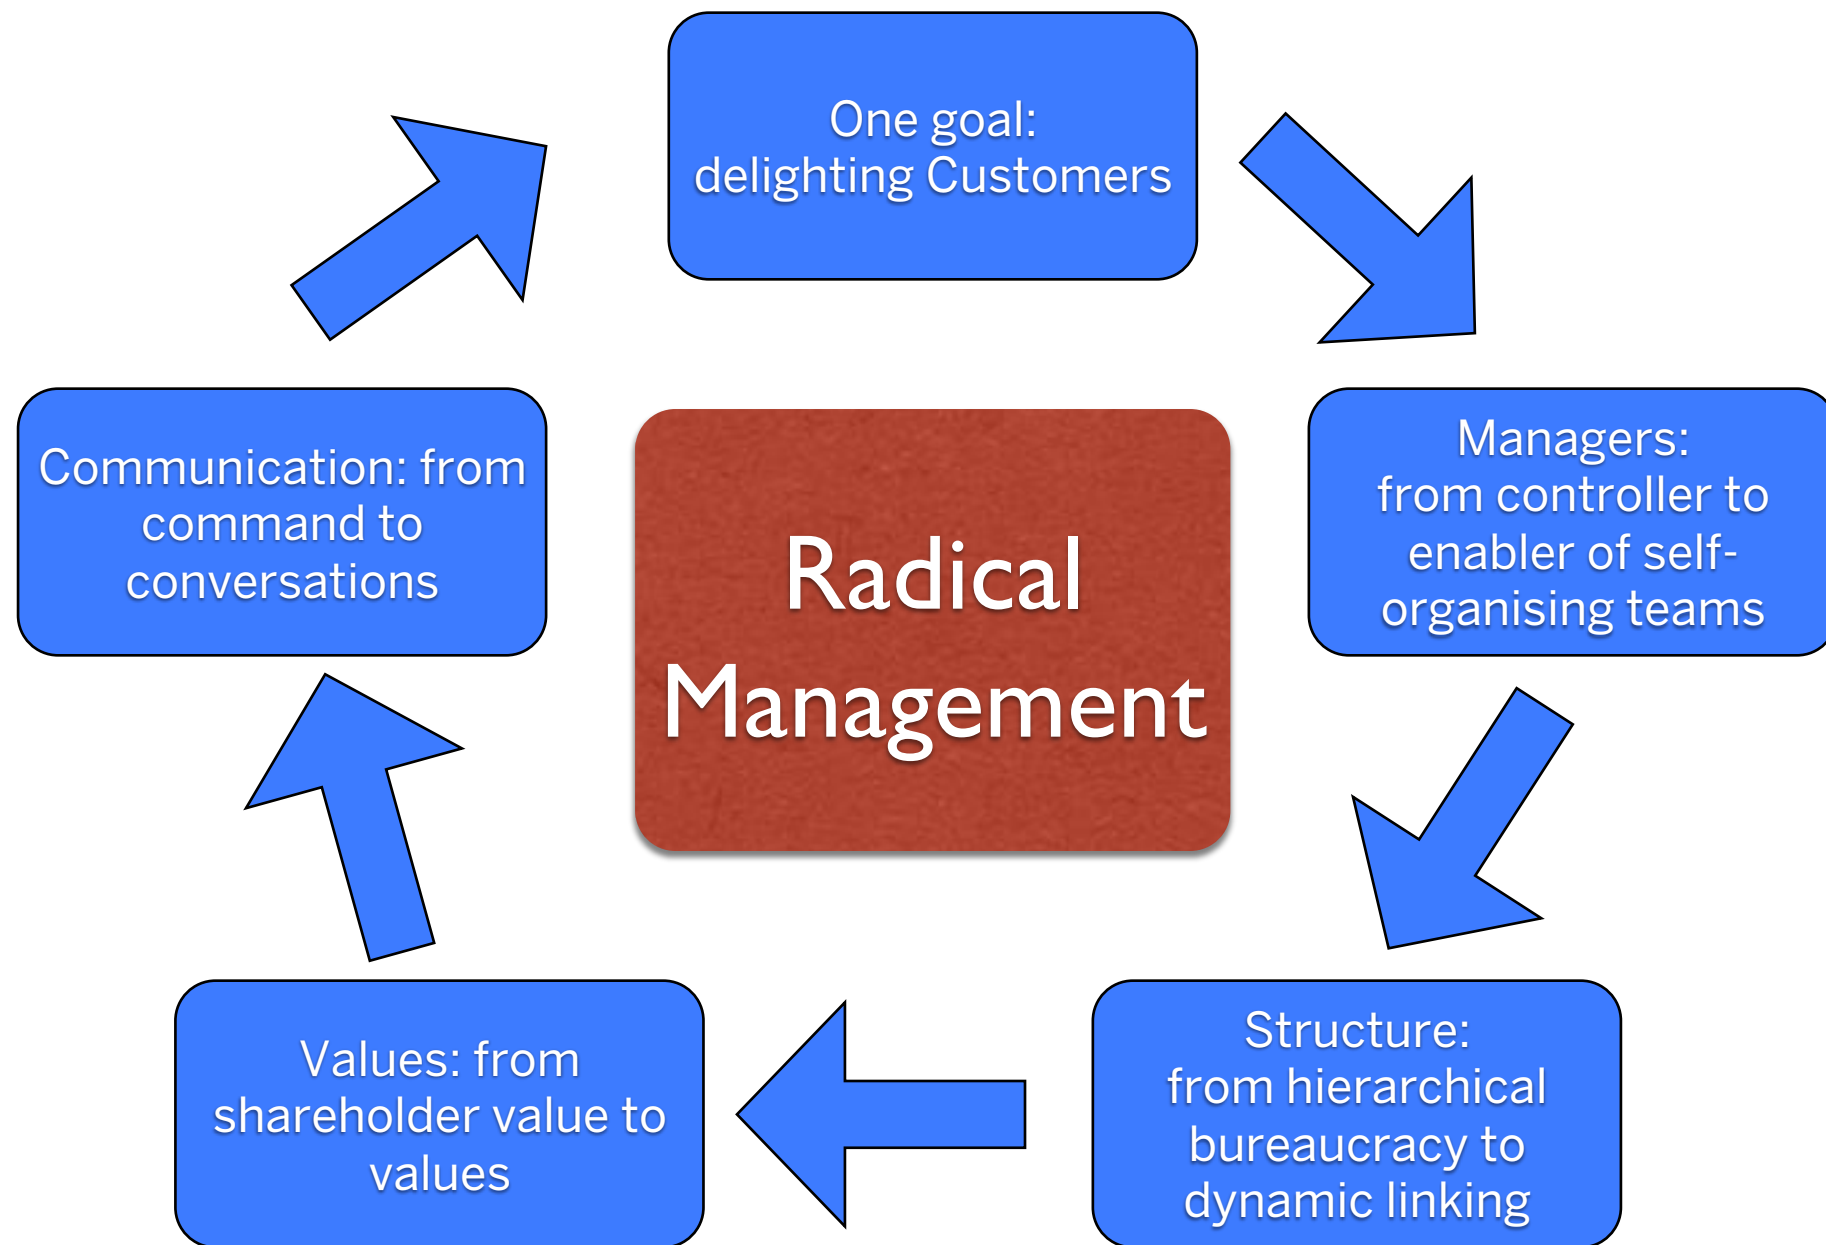 One goal:
delighting Customers
Managers:
from controller to
enabler of self-
organising teams
Structure:
from hierarchical
bureaucracy to
dynamic linking
Values: from
shareholder value to
values
Communication: from
command to
conversations
Radical
Management